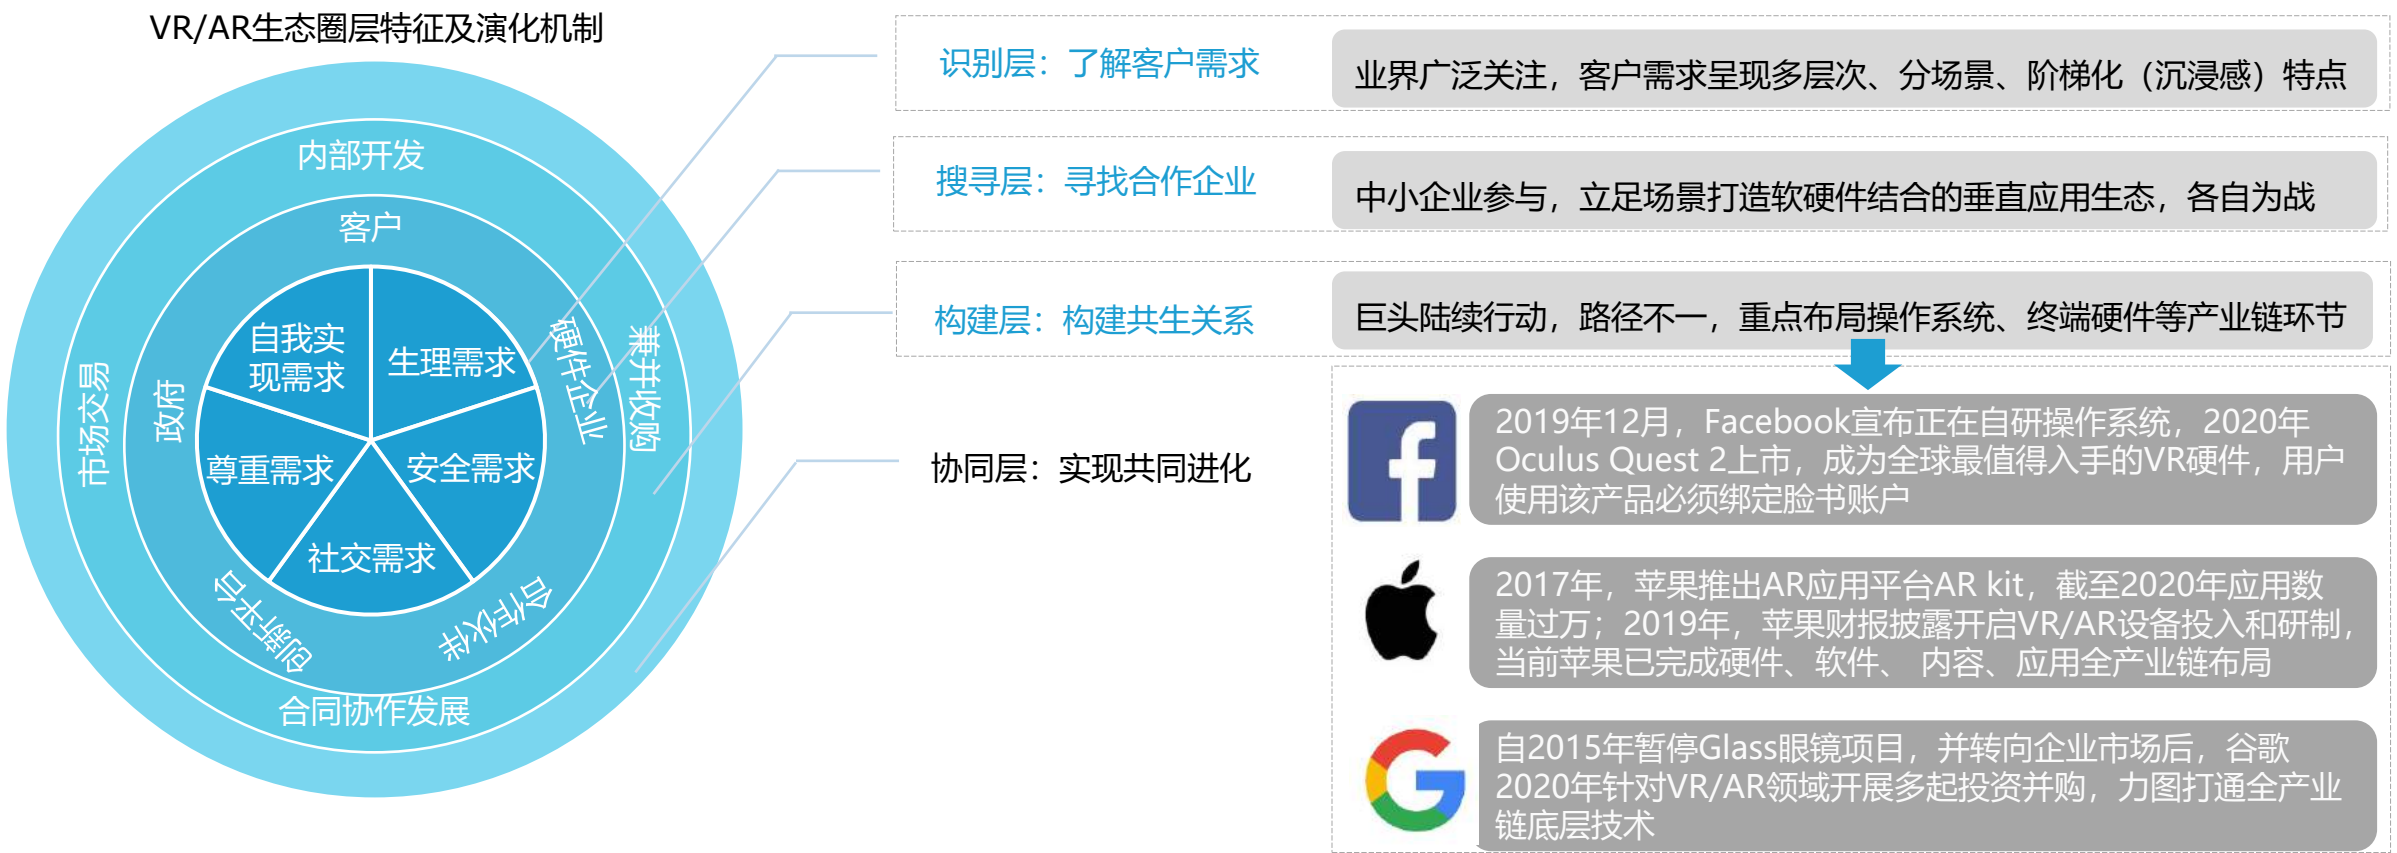 VR/AR生态圈层特征及演化机制
内部开发
客户
自我实
现需求
生理需求
硬件企业
兼并收购
市场交易
政府
尊重需求
安全需求
社交需求
创新平台
合作伙伴
合同协作发展
识别层：了解客户需求
业界广泛关注，客户需求呈现多层次、分场景、阶梯化（沉浸感）特点
搜寻层：寻找合作企业
中小企业参与，立足场景打造软硬件结合的垂直应用生态，各自为战
构建层：构建共生关系
巨头陆续行动，路径不一，重点布局操作系统、终端硬件等产业链环节
协同层：实现共同进化
2019年12月，Facebook宣布正在自研操作系统，2020年
Oculus Quest 2上市，成为全球最值得入手的VR硬件，用户
使用该产品必须绑定脸书账户
2017年，苹果推出AR应用平台AR kit，截至2020年应用数
量过万；2019年，苹果财报披露开启VR/AR设备投入和研制，
当前苹果已完成硬件、软件、 内容、应用全产业链布局
自2015年暂停Glass眼镜项目，并转向企业市场后，谷歌
2020年针对VR/AR领域开展多起投资并购，力图打通全产业
链底层技术